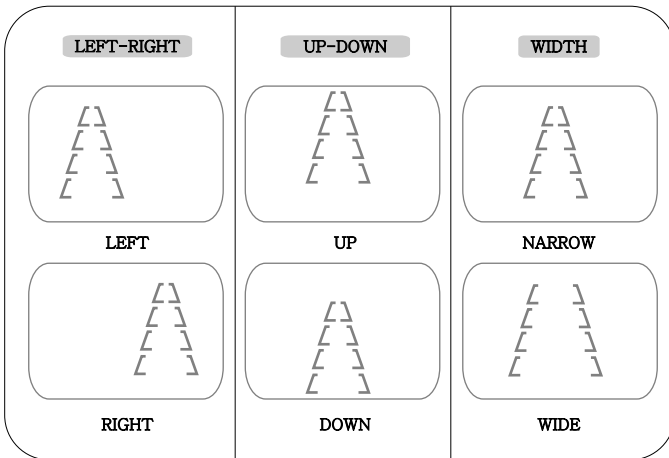 LEFT-RIGHT
UP-DOWN
WIDTH
LEFT
UP
NARROW
RIGHT
DOWN
WIDE